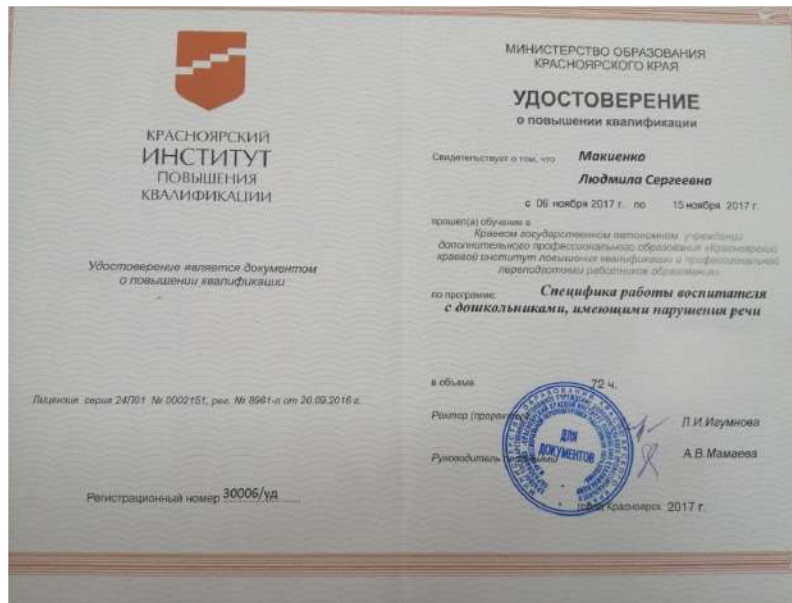 КРАСНОЯРСКИЙ
ИНСТИТУТ
ПОВЫШЕНИЯ
КВАЛИФИКАЦИИ
Удостоверение является документом
о повышении квалификации
Лицензия серия 24Л01 № 0002151, рег. № 8961-л от 20.09.2016 г.
Регистрационный номер 30006/уд
МИНИСТЕРСТВО ОБРАЗОВАНИЯ
КРАСНОЯРСКОГО КРАЯ
УДОСТОВЕРЕНИЕ
о повышении квалификации
Свидетельствует о том, что Макиенко
Людмила Сергеевна
с 06 ноября 2017 г. по 15 ноября 2017 г.
прошел(а) обучение в
Краевом государственном автономном учреждении
дополнительного профессионального образования «Красноярский
краевой институт повышения квалификации и профессиональной
переподготовки работников образования»
по программе: Специфика работы воспитателя
с дошкольниками, имеющими нарушения речи
в объеме 72 ч.
Ректор (проректор) Л.И.Игумнова
Руководитель программы А.В.Мамаева
ДЛЯ
ДОКУМЕНТОВ
город Красноярск 2017 г.